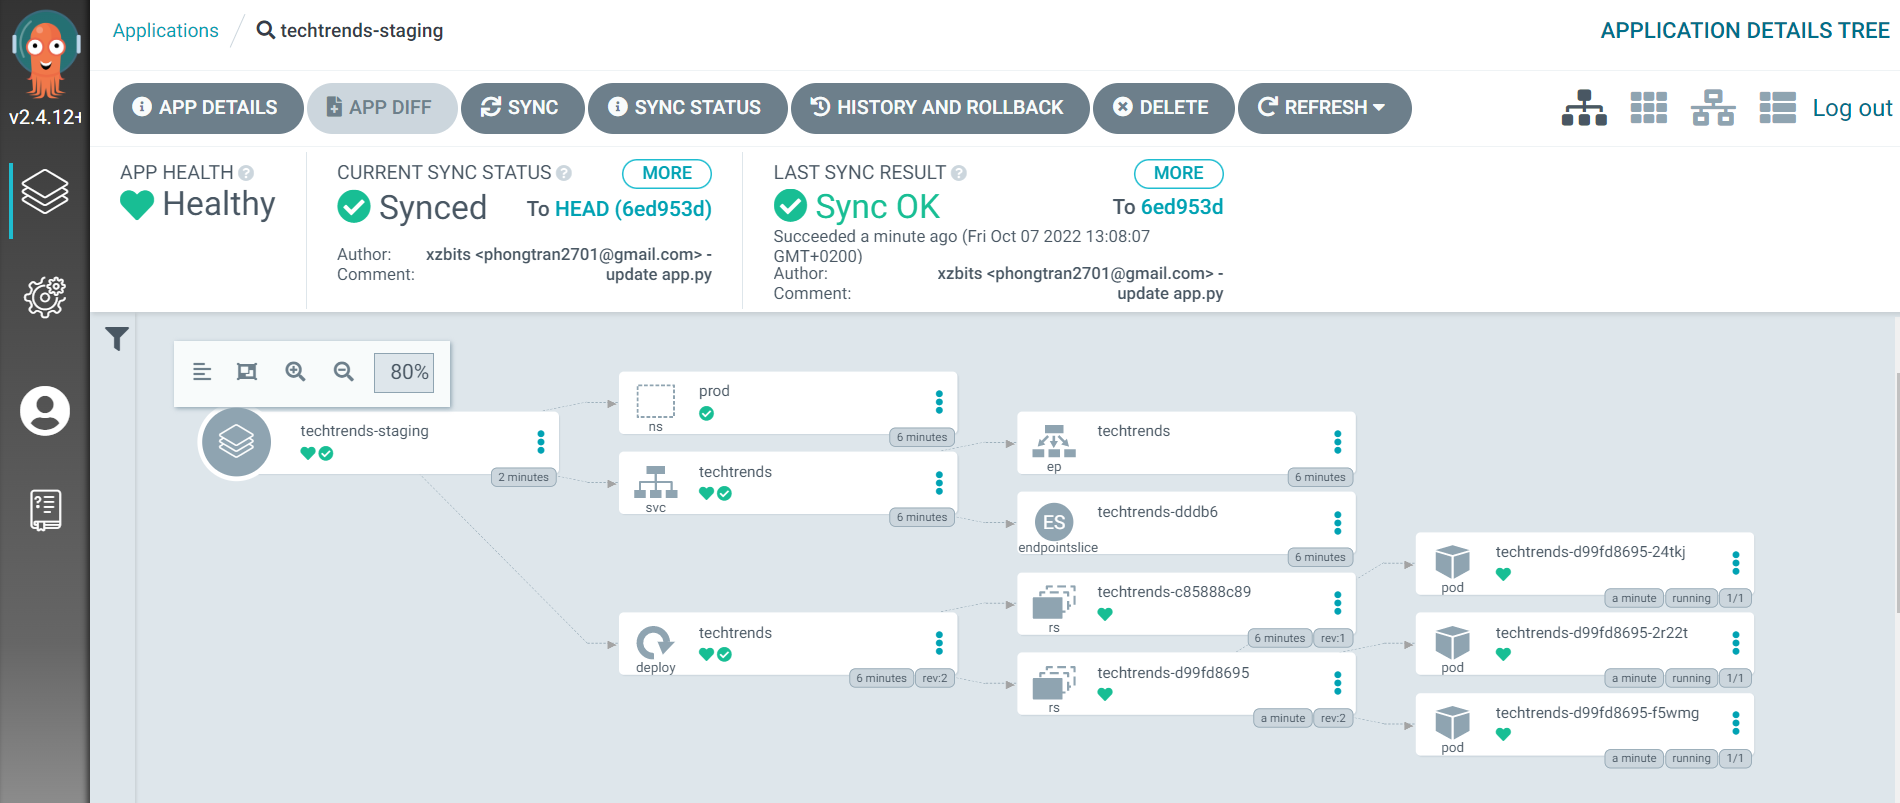 Applications / techtrends-staging
APPLICATION DETAILS TREE
v2.4.12+
APP DETAILS
APP DIFF
SYNC
SYNC STATUS
HISTORY AND ROLLBACK
DELETE
REFRESH
Log out
APP HEALTH
Healthy
CURRENT SYNC STATUS
MORE
Synced
To HEAD (6ed953d)
Author: xzbits <phongtran2701@gmail.com> -
Comment: update app.py
LAST SYNC RESULT
MORE
Sync OK
To 6ed953d
Succeeded a minute ago (Fri Oct 07 2022 13:08:07
GMT+0200)
Author: xzbits <phongtran2701@gmail.com> -
Comment: update app.py
80%
techtrends-staging
2 minutes
prod
ns
6 minutes
techtrends
svc
6 minutes
techtrends
deploy
6 minutes rev:2
techtrends
ep
6 minutes
ES
techtrends-dddb6
endpointslice
6 minutes
techtrends-c85888c89
rs
6 minutes rev:1
techtrends-d99fd8695
rs
a minute rev:2
techtrends-d99fd8695-24tkj
pod
a minute running 1/1
techtrends-d99fd8695-2r22t
pod
a minute running 1/1
techtrends-d99fd8695-f5wmg
pod
a minute running 1/1